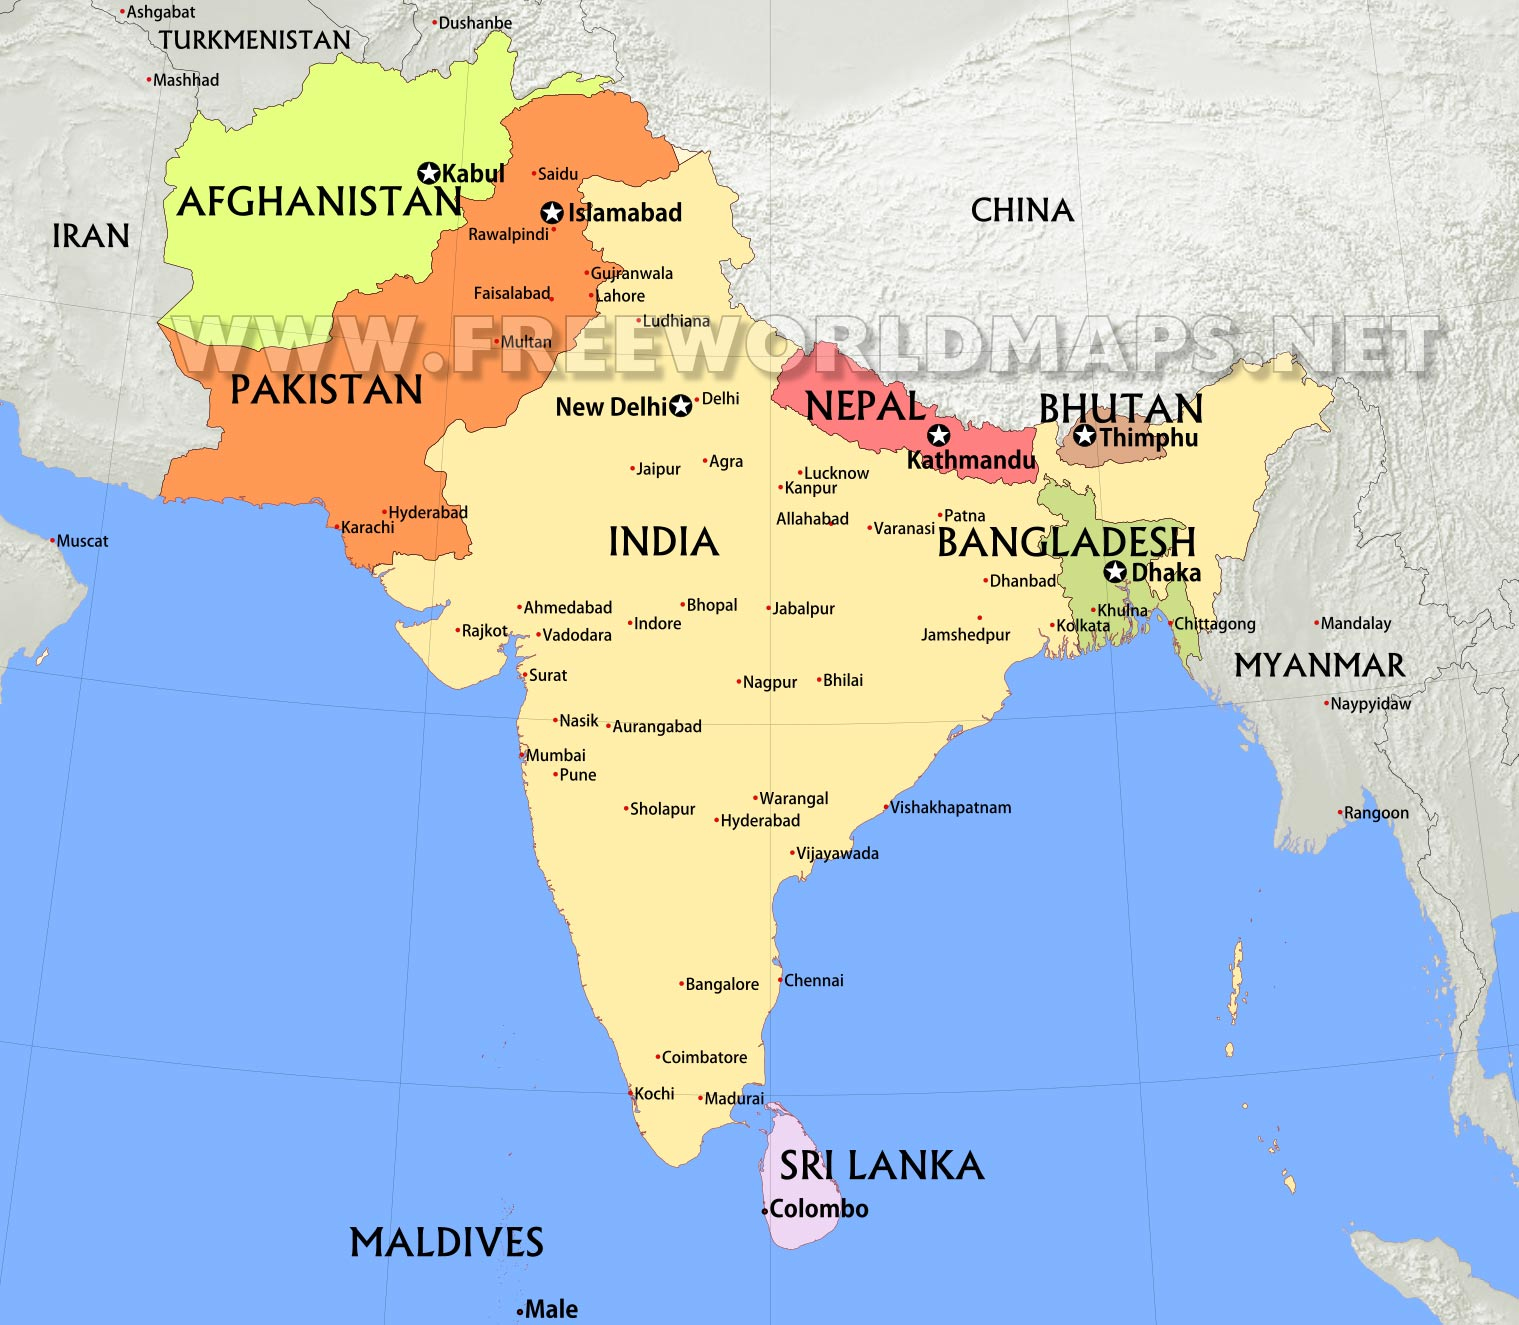 Ashgabat
Dushanbe
TURKMENISTAN
Mashhad
Kabul
Saidu
AFGHANISTAN
Islamabad
CHINA
IRAN
Rawalpindi
Gujranwala
Faisalabad
Lahore
Ludhiana
WWW.FREEWORLDMAPS.NET
Multan
PAKISTAN
New Delhi
Delhi
NEPAL
BHUTAN
Thimphu
Kathmandu
Jaipur
Agra
Lucknow
Kanpur
Hyderabad
Karachi
Allahabad
Varanasi
Patna
Muscat
INDIA
BANGLADESH
Dhaka
Dhanbad
Ahmedabad
Bhopal
Jabalpur
Khulna
Rajkot
Vadodara
Indore
Jamshedpur
Kolkata
Chittagong
Mandalay
MYANMAR
Surat
Nagpur
Bhilai
Naypyidaw
Nasik
Aurangabad
Mumbai
Pune
Sholapur
Warangal
Hyderabad
Vishakhapatnam
Rangoon
Vijayawada
Bangalore
Chennai
Coimbatore
Kochi
Madurai
SRI LANKA
Colombo
MALDIVES
Male